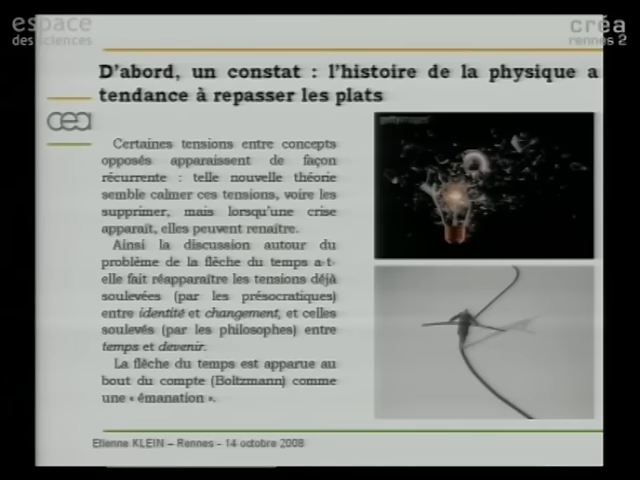 espace
des sciences
créa
rennes 2
D'abord, un constat : l'histoire de la physique a
tendance à repasser les plats
cea
gettyimages
Certaines tensions entre concepts
opposés apparaissent de façon
récurrente : telle nouvelle théorie
semble calmer ces tensions, voire les
supprimer, mais lorsqu'une crise
apparaît, elles peuvent renaître.
Ainsi la discussion autour du
problème de la flèche du temps a-t-
elle fait réapparaître les tensions déjà
soulevées (par les présocratiques)
entre identité et changement, et celles
soulevés (par les philosophes) entre
temps et devenir.
La flèche du temps est apparue au
bout du compte (Boltzmann) comme
une « émanation ».
Etienne KLEIN – Rennes - 14 octobre 2008